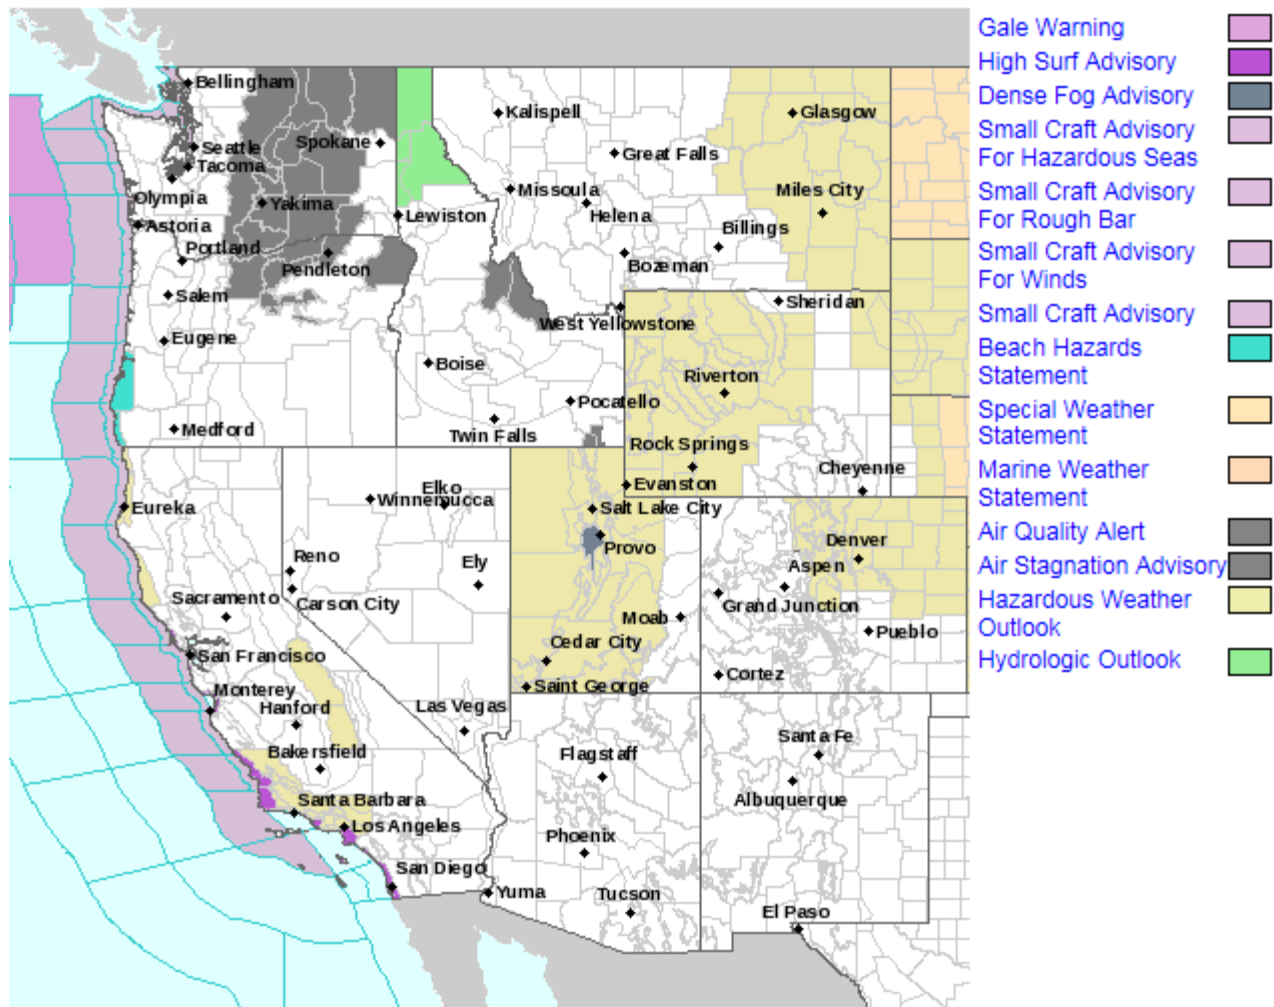 Gale Warning
High Surf Advisory
Dense Fog Advisory
Small Craft Advisory
For Hazardous Seas
Small Craft Advisory
For Rough Bar
Small Craft Advisory
For Winds
Small Craft Advisory
Beach Hazards
Statement
Special Weather
Statement
Marine Weather
Statement
Air Quality Alert
Air Stagnation Advisory
Hazardous Weather
Outlook
Hydrologic Outlook
Bellingham
Kalispell
Glasgow
Seattle
Spokane
Great Falls
Tacoma
Olympia
Yakima
Missoula
Miles City
Astoria
Lewiston
Helena
Portland
Billings
Pendleton
Bozeman
Salem
Sheridan
West Yellowstone
Eugene
Boise
Riverton
Pocatello
Medford
Twin Falls
Rock Springs
Cheyenne
Evanston
Elko
Winnemucca
Eureka
Salt Lake City
Provo
Denver
Reno
Ely
Aspen
Sacramento
Carson City
Grand Junction
Moab
Pueblo
Cedar City
San Francisco
Cortez
Saint George
Monterey
Hanford
Las Vegas
Bakersfield
Flagstaff
Santa Fe
Santa Barbara
Albuquerque
Los Angeles
Phoenix
San Diego
Yuma
Tucson
El Paso